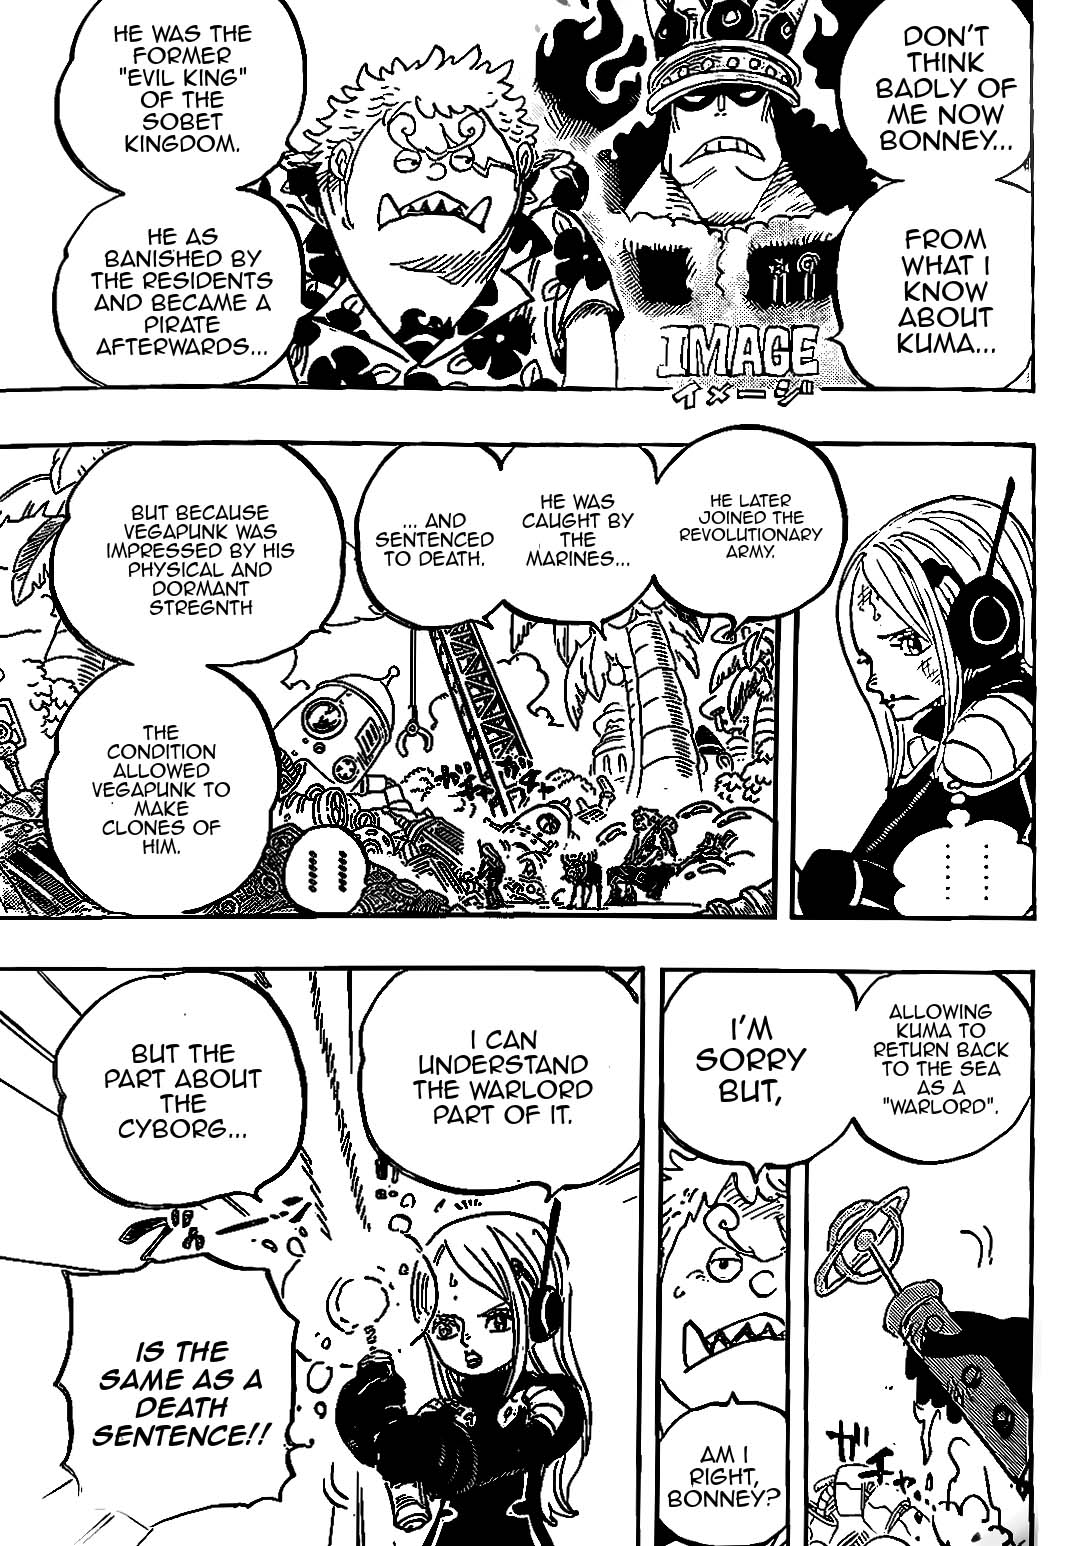 DON'T
THINK
BADLY OF
ME NOW
BONNEY...
FROM
WHAT I
KNOW
ABOUT
KUMA...
IMAGE
イメージ
HE WAS THE
FORMER
"EVIL KING"
OF THE
SOBET
KINGDOM.
HE AS
BANISHED BY
THE RESIDENTS
AND BECAME A
PIRATE
AFTERWARDS...
......
......
HE LATER
JOINED THE
REVOLUTIONARY
ARMY.
HE WAS
CAUGHT BY
THE
MARINES...
... AND
SENTENCED
TO DEATH.
BUT BECAUSE
VEGAPUNK WAS
IMPRESSED BY HIS
PHYSICAL AND
DORMANT
STREGNTH
THE
CONDITION
ALLOWED
VEGAPUNK TO
MAKE
CLONES OF
HIM.
ALLOWING
KUMA TO
RETURN BACK
TO THE SEA
AS A
"WARLORD".
ガチャ
I'M
SORRY
BUT,
AM I
RIGHT,
BONNEY?
I CAN
UNDERSTAND
THE WARLORD
PART OF IT.
BUT THE
PART ABOUT
THE
CYBORG...
IS THE
SAME AS A
DEATH
SENTENCE!!